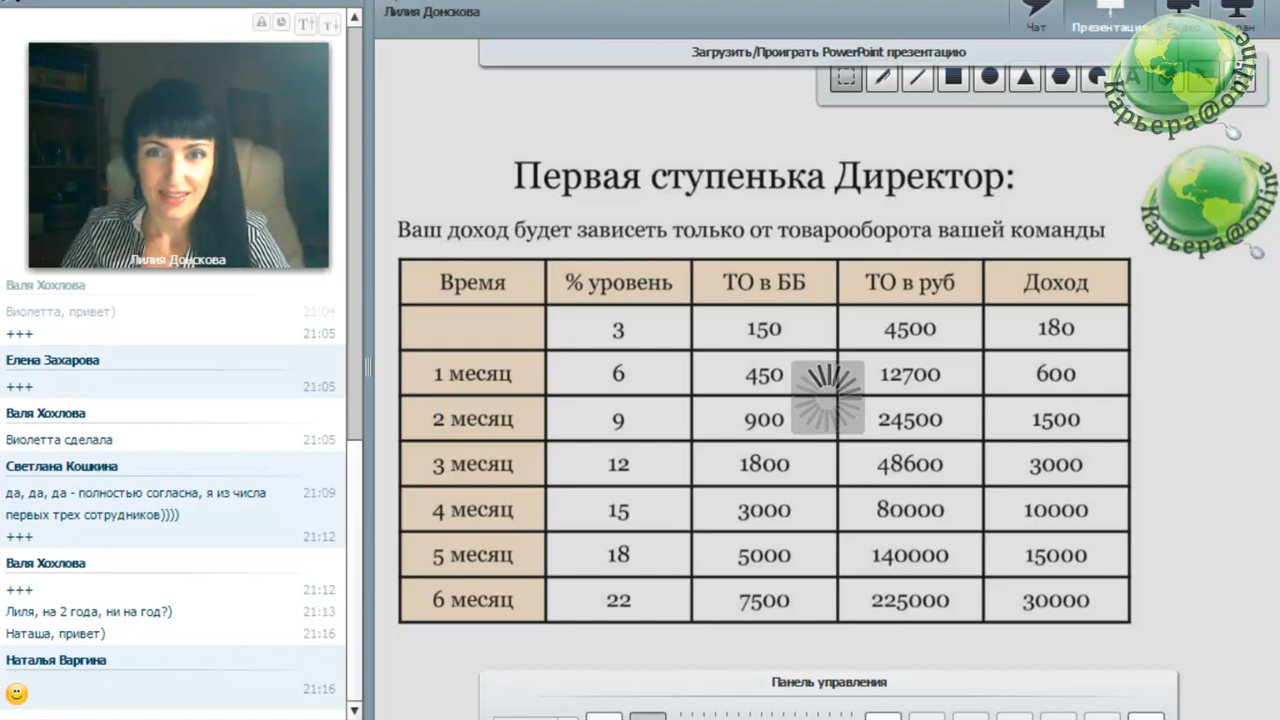 Лилия Донскова
Валя Хохлова
Виолетта, привет) 21:04
+++ 21:05
Елена Захарова
+++ 21:05
Валя Хохлова
Виолетта сделала 21:05
Светлана Кошкина
да, да, да - полностью согласна, я из числа 21:09
первых трех сотрудников))))
+++ 21:12
Валя Хохлова
+++ 21:12
Лиля, на 2 года, ни на год?) 21:13
Наташа, привет) 21:16
Наталья Варгина
21:16
Лилия Донскова
Чат
Презентация
Загрузить/Проиграть PowerPoint презентацию
Карьера@online
Карьера@online
Первая ступенька Директор:
Ваш доход будет зависеть только от товарооборота вашей команды
Время % уровень ТО в ББ ТО в руб Доход
3 150 4500 180
1 месяц 6 450 12700 600
2 месяц 9 900 24500 1500
3 месяц 12 1800 48600 3000
4 месяц 15 3000 80000 10000
5 месяц 18 5000 140000 15000
6 месяц 22 7500 225000 30000
Панель управления